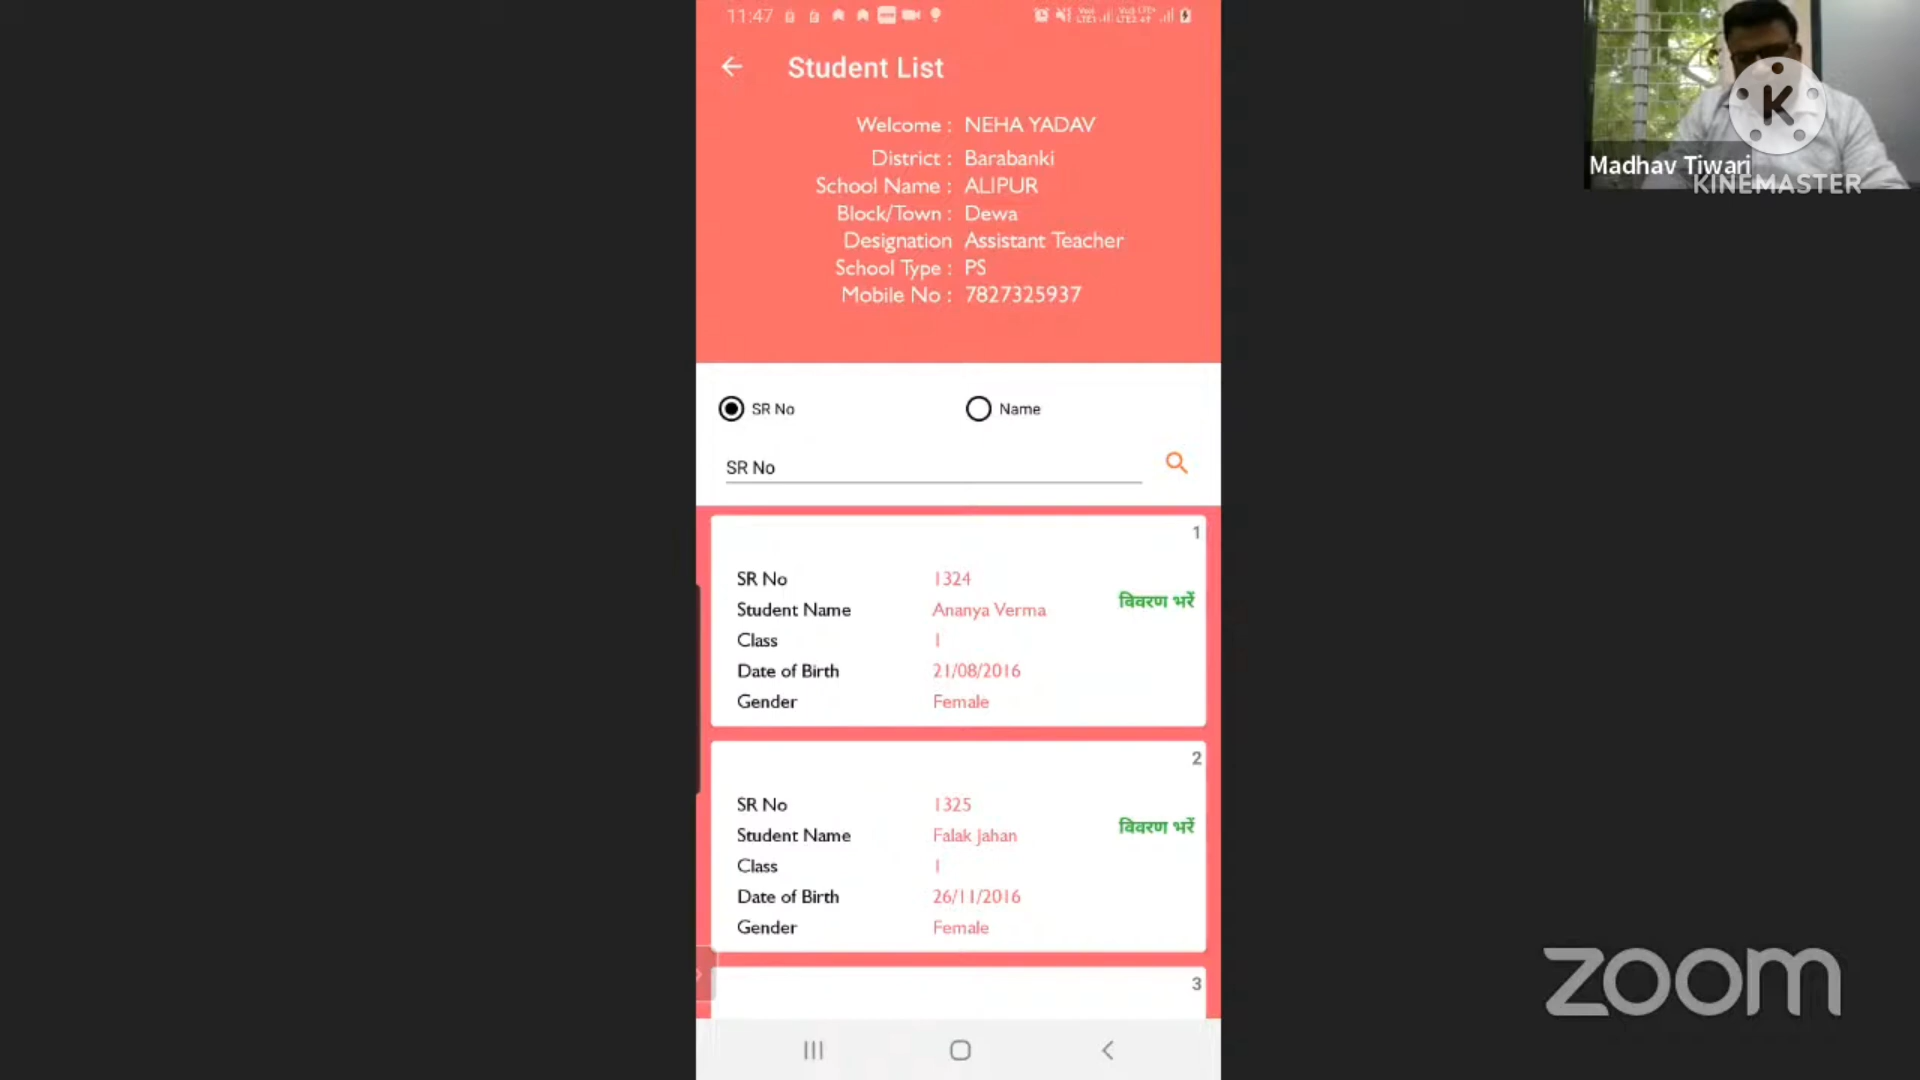 11:47
Student List
Welcome : NEHA YADAV
District : Barabanki
School Name : ALIPUR
Block/Town : Dewa
Designation Assistant Teacher
School Type : PS
Mobile No : 7827325937
SR No Name
SR No
1
SR No 1324
Student Name Ananya Verma
विवरण भरें
Class 1
Date of Birth 21/08/2016
Gender Female
2
SR No 1325
Student Name Falak Jahan
विवरण भरें
Class 1
Date of Birth 26/11/2016
Gender Female
3
K
Madhav Tiwari
KINEMASTER
zoom